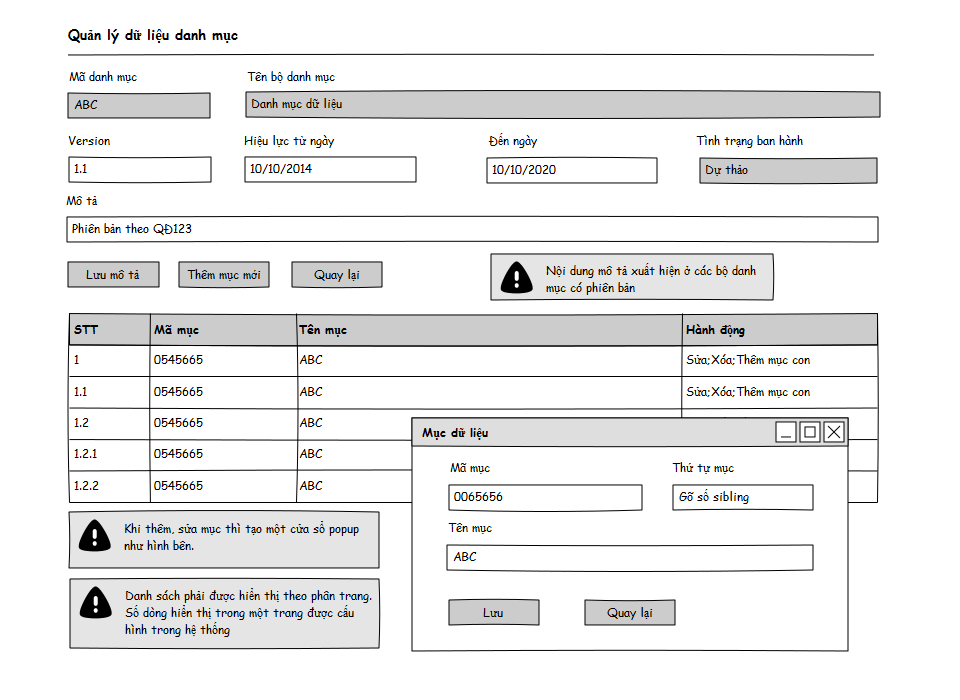 Quản lý dữ liệu danh mục
Mã danh mục
Tên bộ danh mục
ABC
Danh mục dữ liệu
Version
Hiệu lực từ ngày
Đến ngày
Tình trạng ban hành
1.1
10/10/2014
10/10/2020
Dự thảo
Mô tả
Phiên bản theo QĐ123
Lưu mô tả
Thêm mục mới
Quay lại
Nội dung mô tả xuất hiện ở các bộ danh
mục có phiên bản
STT Mã mục Tên mục Hành động
1 0545665 ABC Sửa;Xóa;Thêm mục con
1.1 0545665 ABC Sửa;Xóa;Thêm mục con
1.2 0545665 ABC
1.2.1 0545665 ABC
1.2.2 0545665 ABC
Mục dữ liệu
Mã mục
Thứ tự mục
0065656
Gõ số sibling
Tên mục
ABC
Lưu
Quay lại
Khi thêm, sửa mục thì tạo một cửa sổ popup
như hình bên.
Danh sách phải được hiển thị theo phân trang.
Số dòng hiển thị trong một trang được cấu
hình trong hệ thống